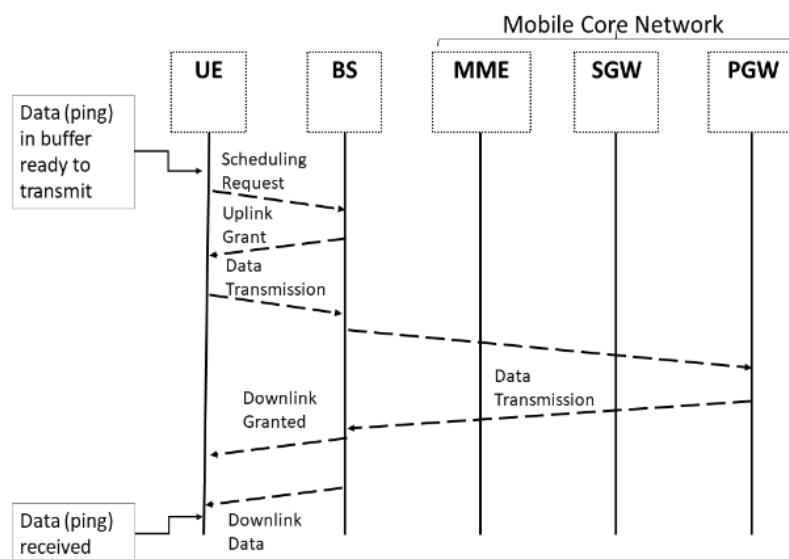 Mobile Core Network
UE
BS
MME
SGW
PGW
Data (ping)
in buffer
ready to
transmit
Scheduling
Request
Uplink
Grant
Data
Transmission
Data
Transmission
Downlink
Granted
Data (ping)
received
Downlink
Data